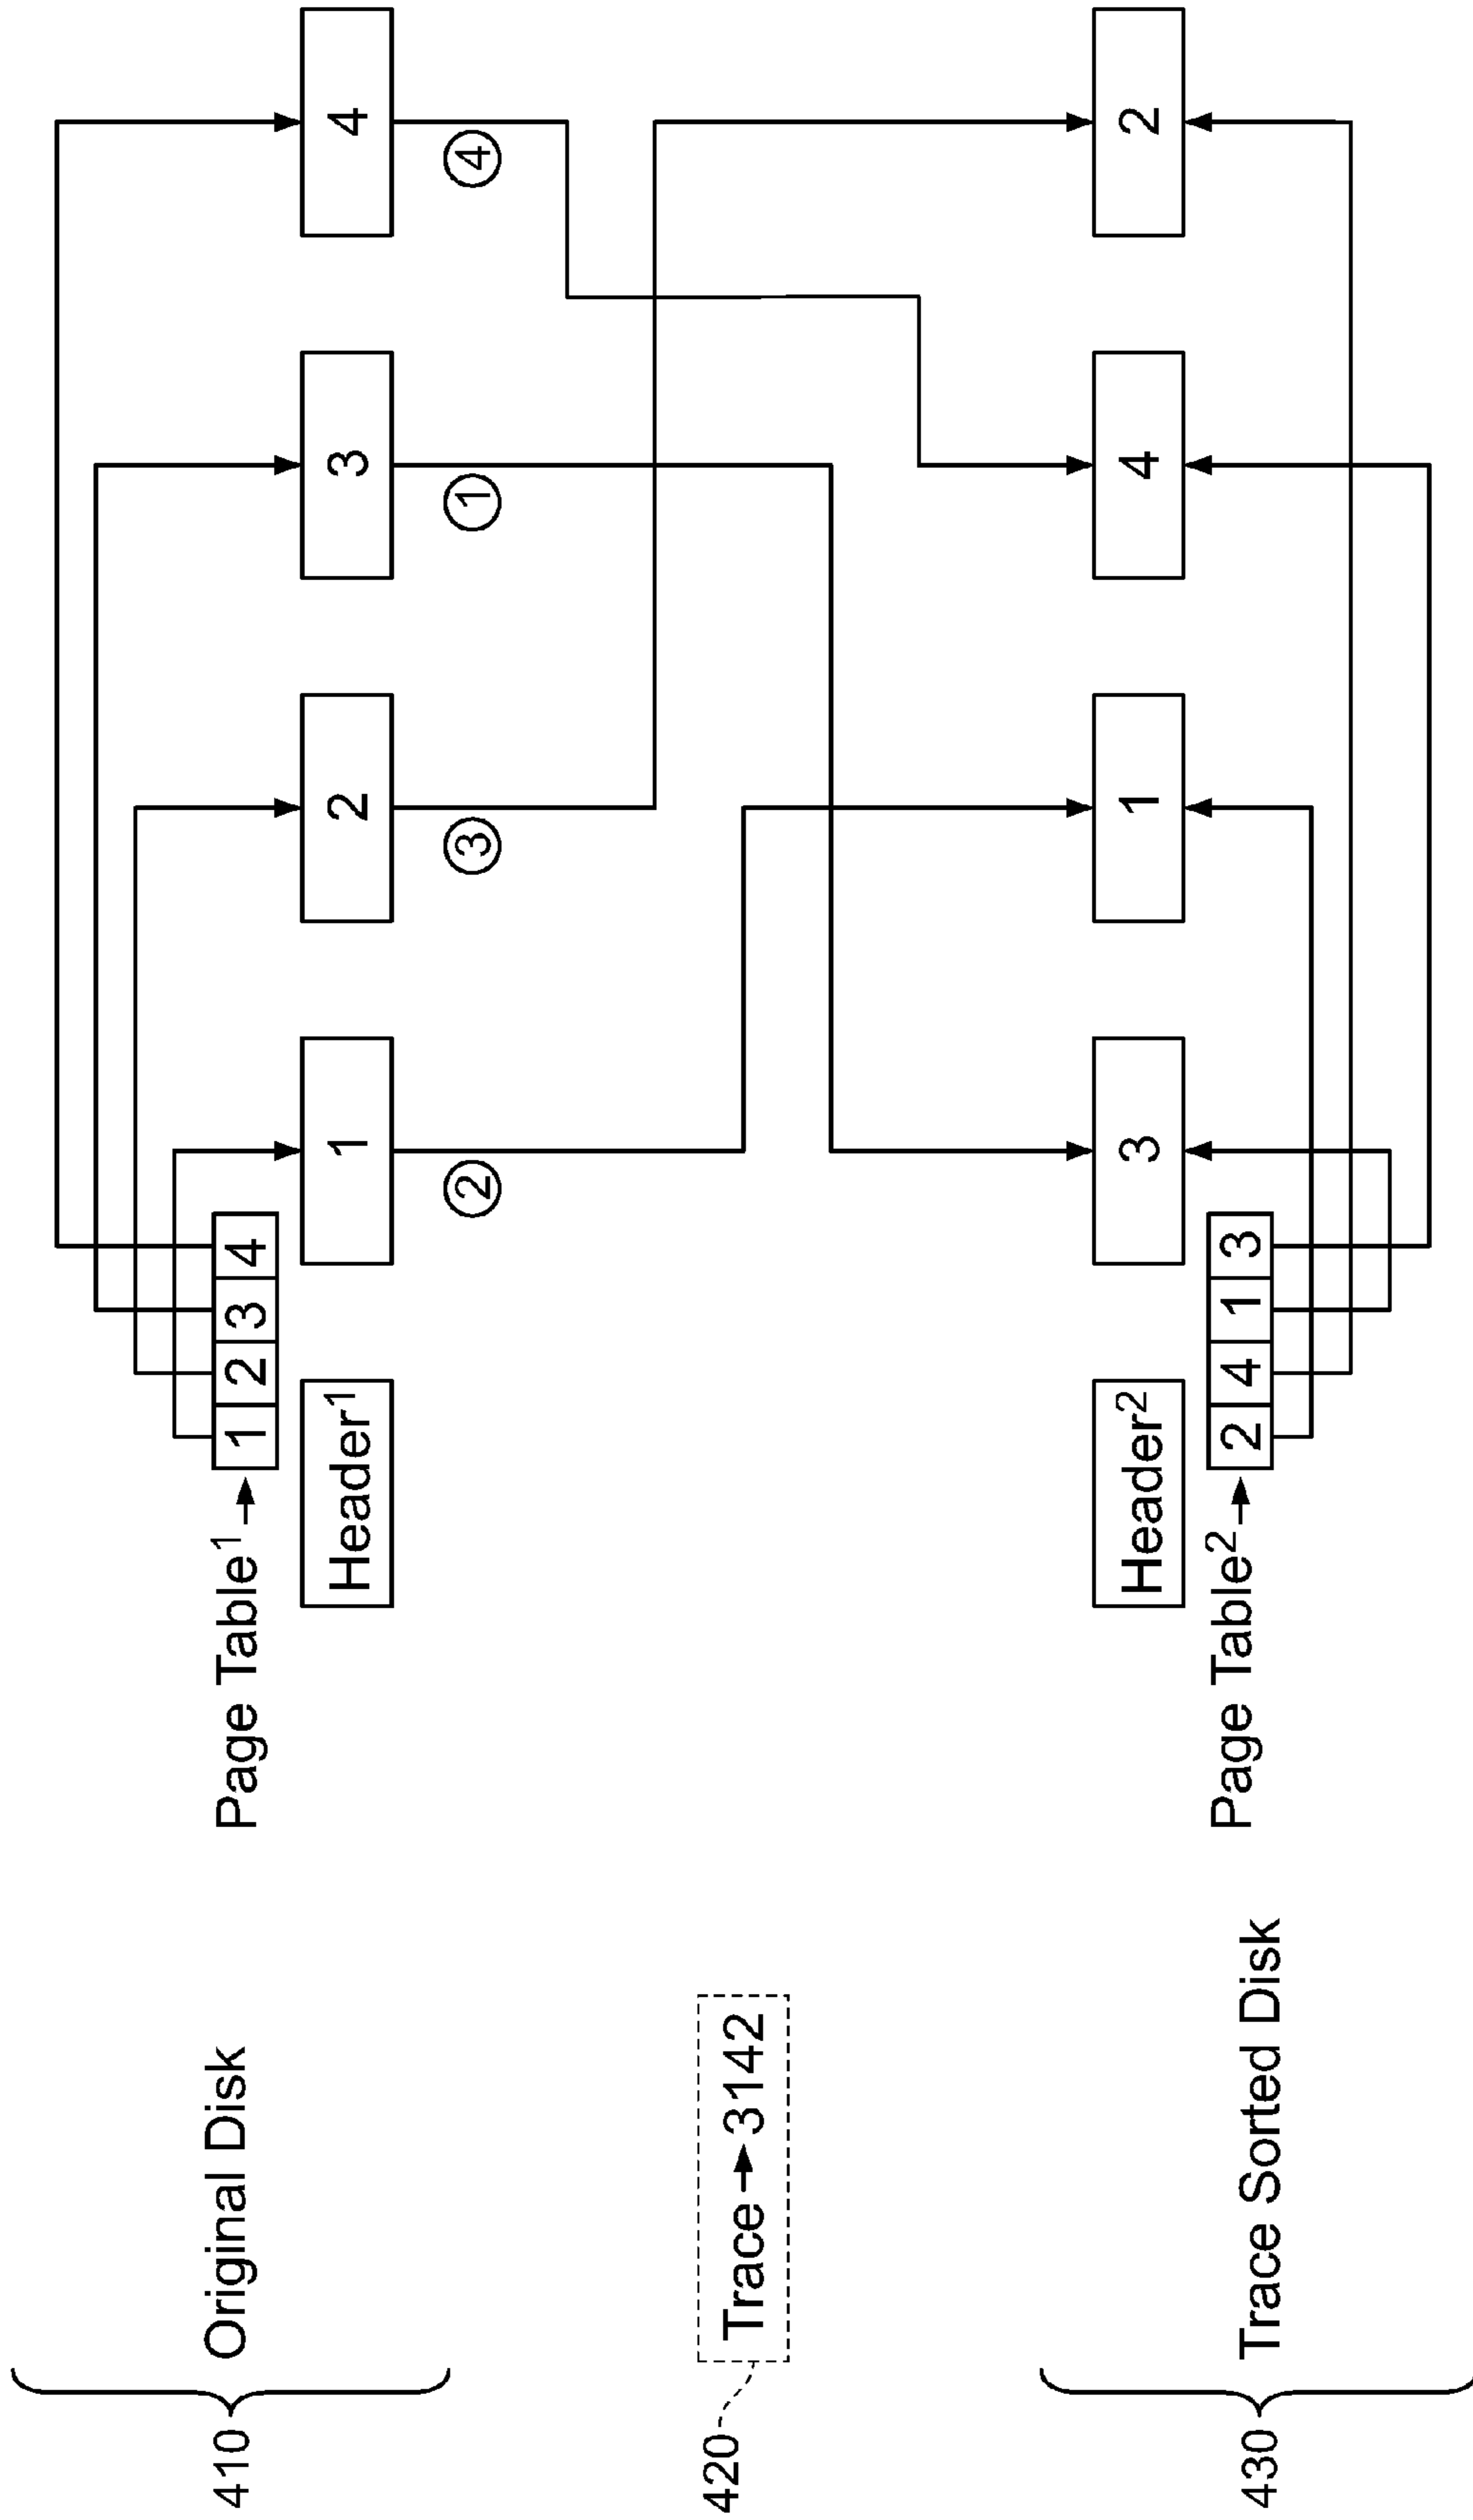 410 Original Disk
Page Table1 1 2 3 4
Header1 1 2 3 4
2 3 1 4
420 Trace 3142
430 Trace Sorted Disk
Header2 3 1 4 2
Page Table2 2 4 1 3